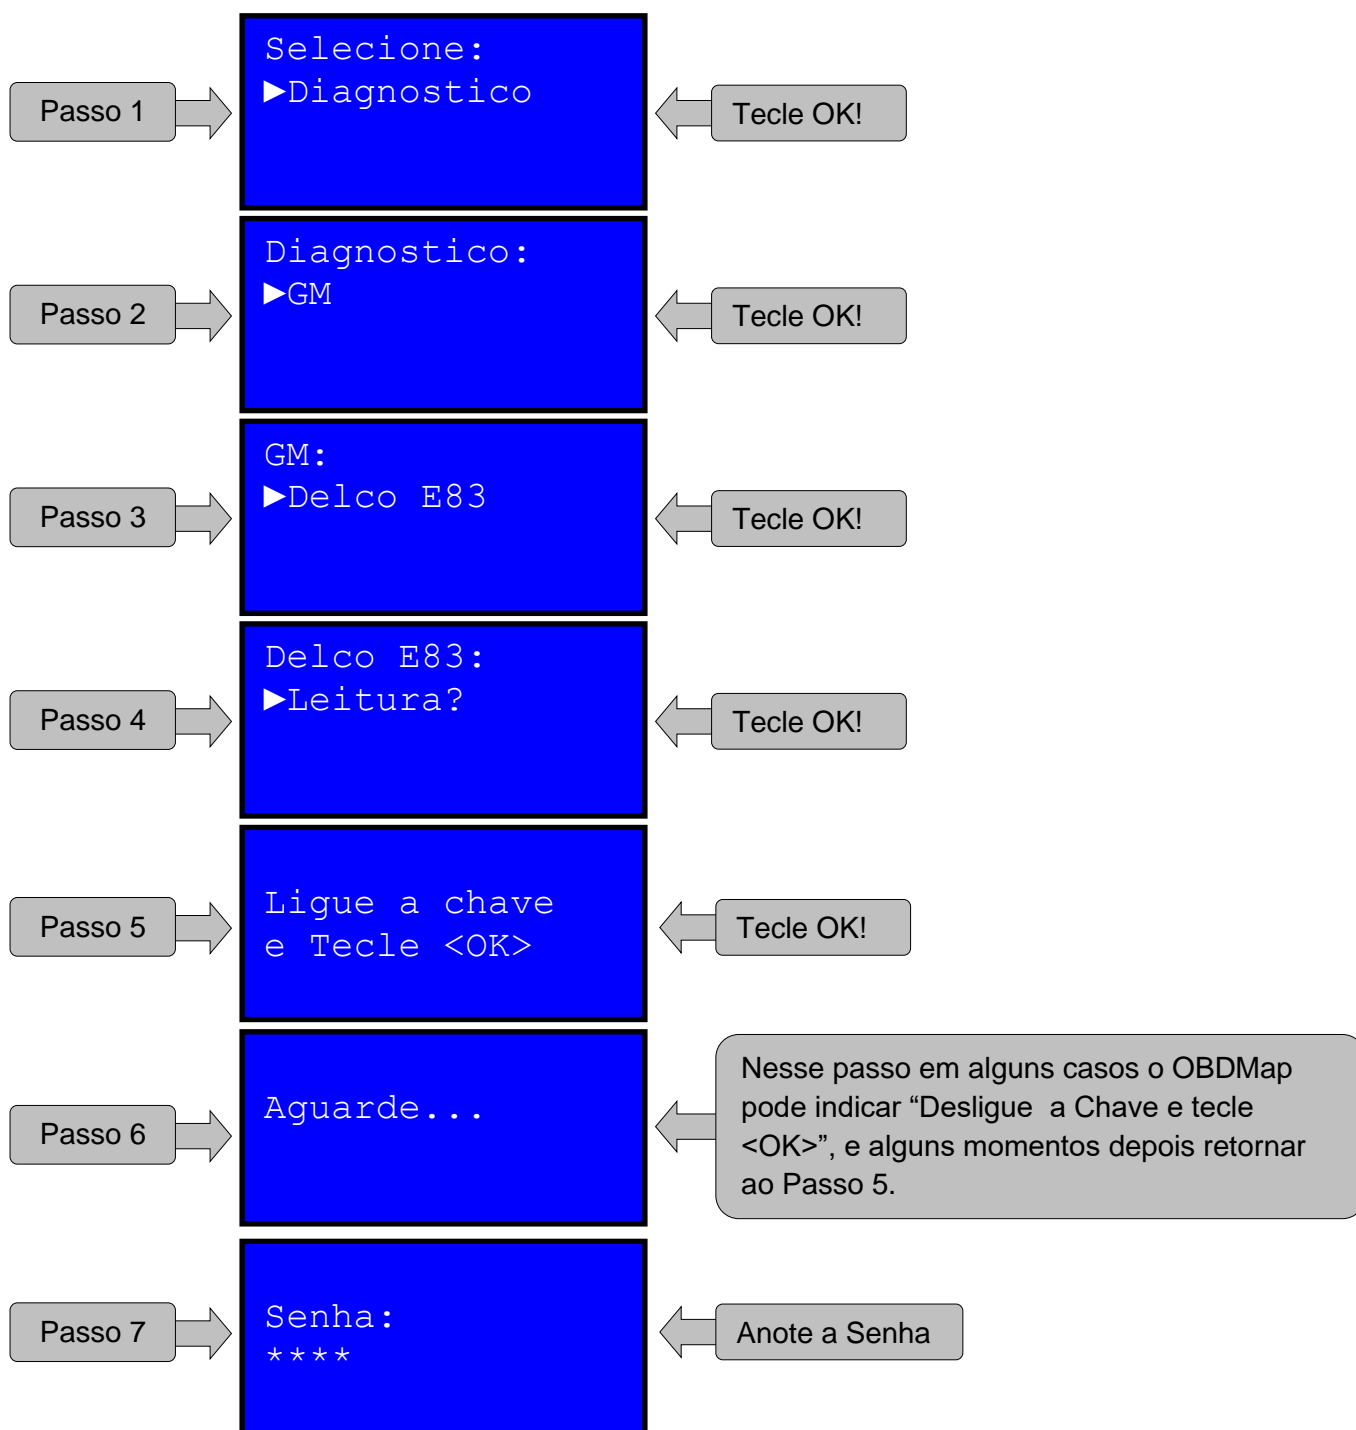 Selecione:
►Diagnostico
Passo 1
Tecle OK!
Diagnostico:
►GM
Passo 2
Tecle OK!
GM:
►Delco E83
Passo 3
Tecle OK!
Delco E83:
►Leitura?
Passo 4
Tecle OK!
Ligue a chave
e Tecle <OK>
Passo 5
Tecle OK!
Aguarde...
Passo 6
Nesse passo em alguns casos o OBDMap
pode indicar “Desligue  a Chave e tecle
<OK>”, e alguns momentos depois retornar
ao Passo 5.
Senha:
****
Passo 7
Anote a Senha